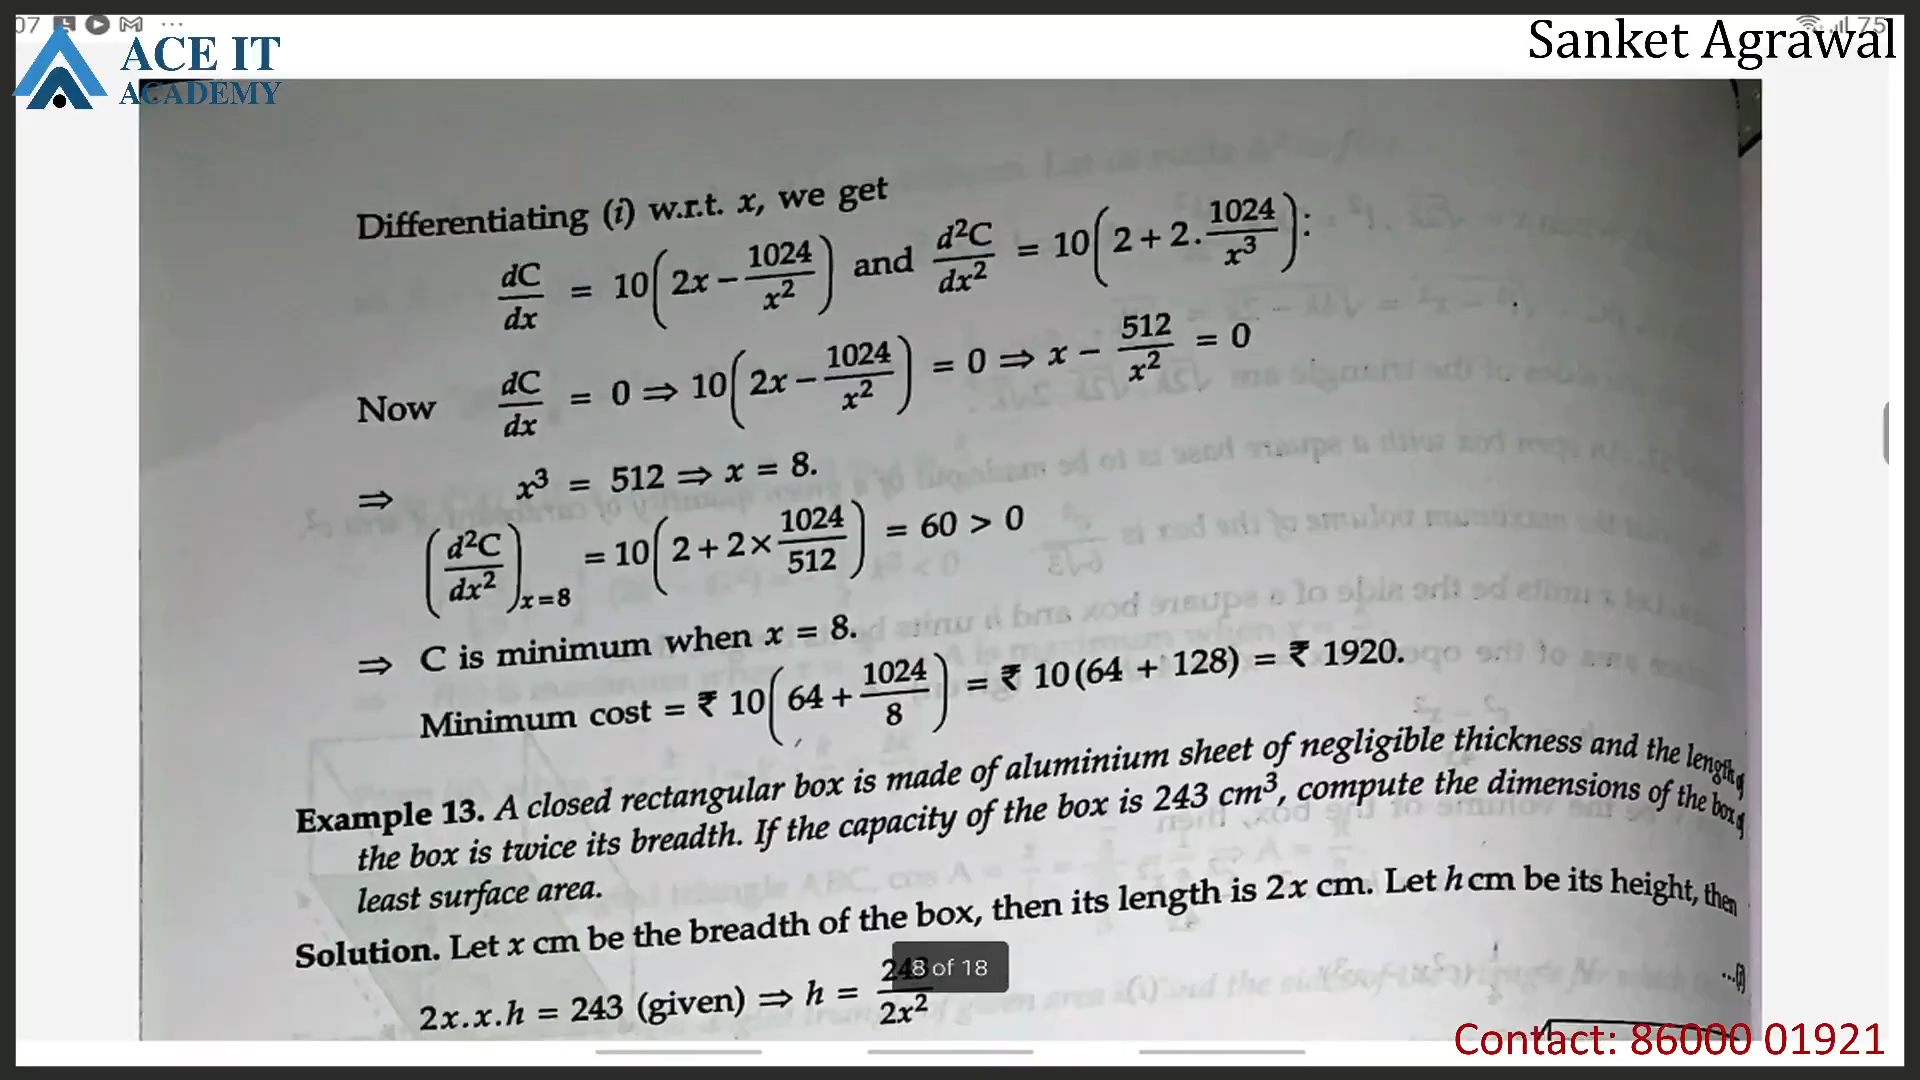 07
ACE IT
ACADEMY
Sanket Agrawal
75
Differentiating (i) w.r.t. x, we get
dC/dx = 10(2x − 1024/x²) and d²C/dx² = 10(2 + 2. 1024/x³):
Now dC/dx = 0 ⇒ 10(2x − 1024/x²) = 0 ⇒ x − 512/x² = 0
⇒ x³ = 512 ⇒ x = 8.
(d²C/dx²)x=8 = 10(2 + 2 × 1024/512) = 60 > 0
⇒ C is minimum when x = 8.
Minimum cost = ₹ 10(64 + 1024/8) = ₹ 10(64 + 128) = ₹ 1920.
Example 13. A closed rectangular box is made of aluminium sheet of negligible thickness and the length of
the box is twice its breadth. If the capacity of the box is 243 cm³, compute the dimensions of the box of
least surface area.
Solution. Let x cm be the breadth of the box, then its length is 2x cm. Let h cm be its height, then
2x.x.h = 243 (given) ⇒ h = 243/2x² ...(i)
8 of 18
Contact: 86000 01921